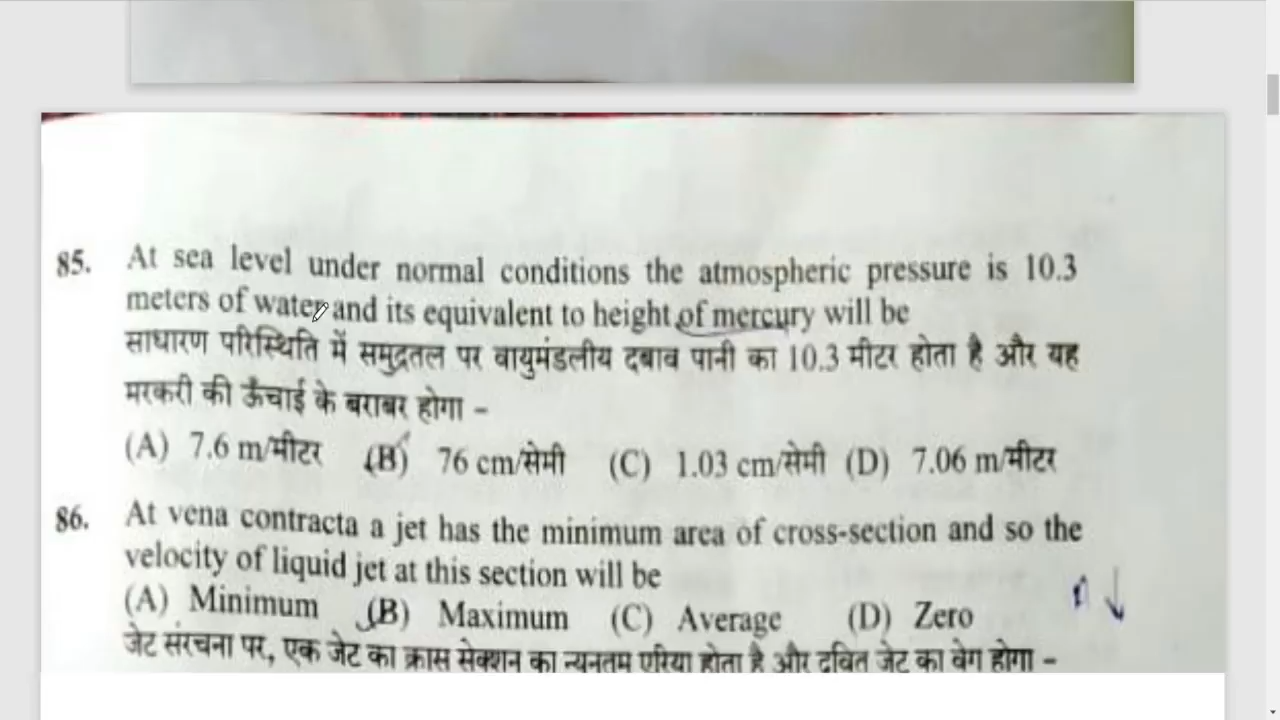 85. At sea level under normal conditions the atmospheric pressure is 10.3
meters of water and its equivalent to height of mercury will be
साधारण परिस्थिति में समुद्रतल पर वायुमंडलीय दबाव पानी का 10.3 मीटर होता है और यह
मरकरी की ऊँचाई के बराबर होगा –
(A) 7.6 m/मीटर (B) 76 cm/सेमी (C) 1.03 cm/सेमी (D) 7.06 m/मीटर
86. At vena contracta a jet has the minimum area of cross-section and so the
velocity of liquid jet at this section will be
(A) Minimum (B) Maximum (C) Average (D) Zero
जेट संरचना पर, एक जेट का क्रास सेक्शन का न्यूनतम एरिया होता है और द्रवित जेट का वेग होगा –